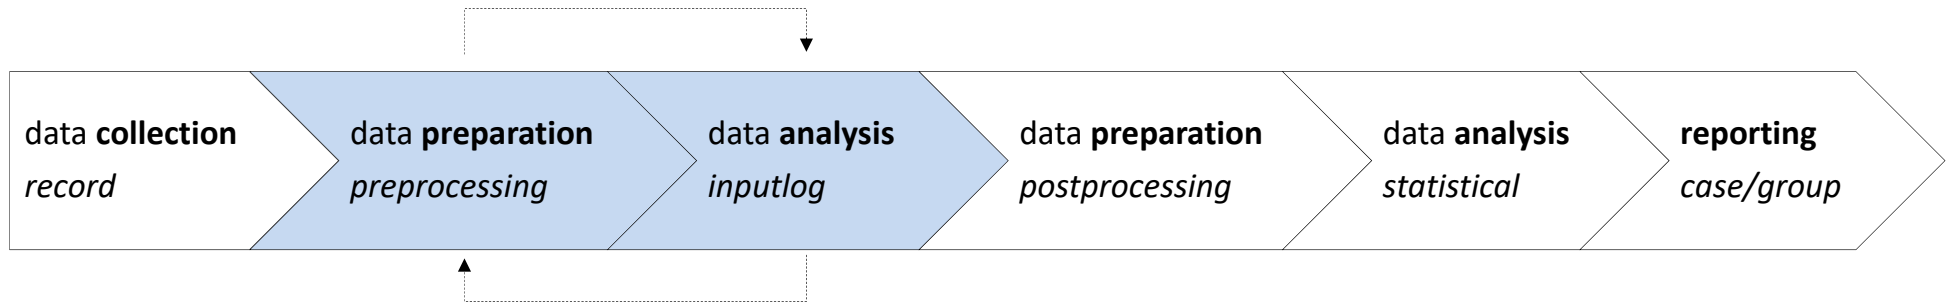 data collection
record
data preparation
preprocessing
data analysis
inputlog
data preparation
postprocessing
data analysis
statistical
reporting
case/group